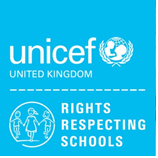 unicef
UNITED KINGDOM
RIGHTS
RESPECTING
SCHOOLS